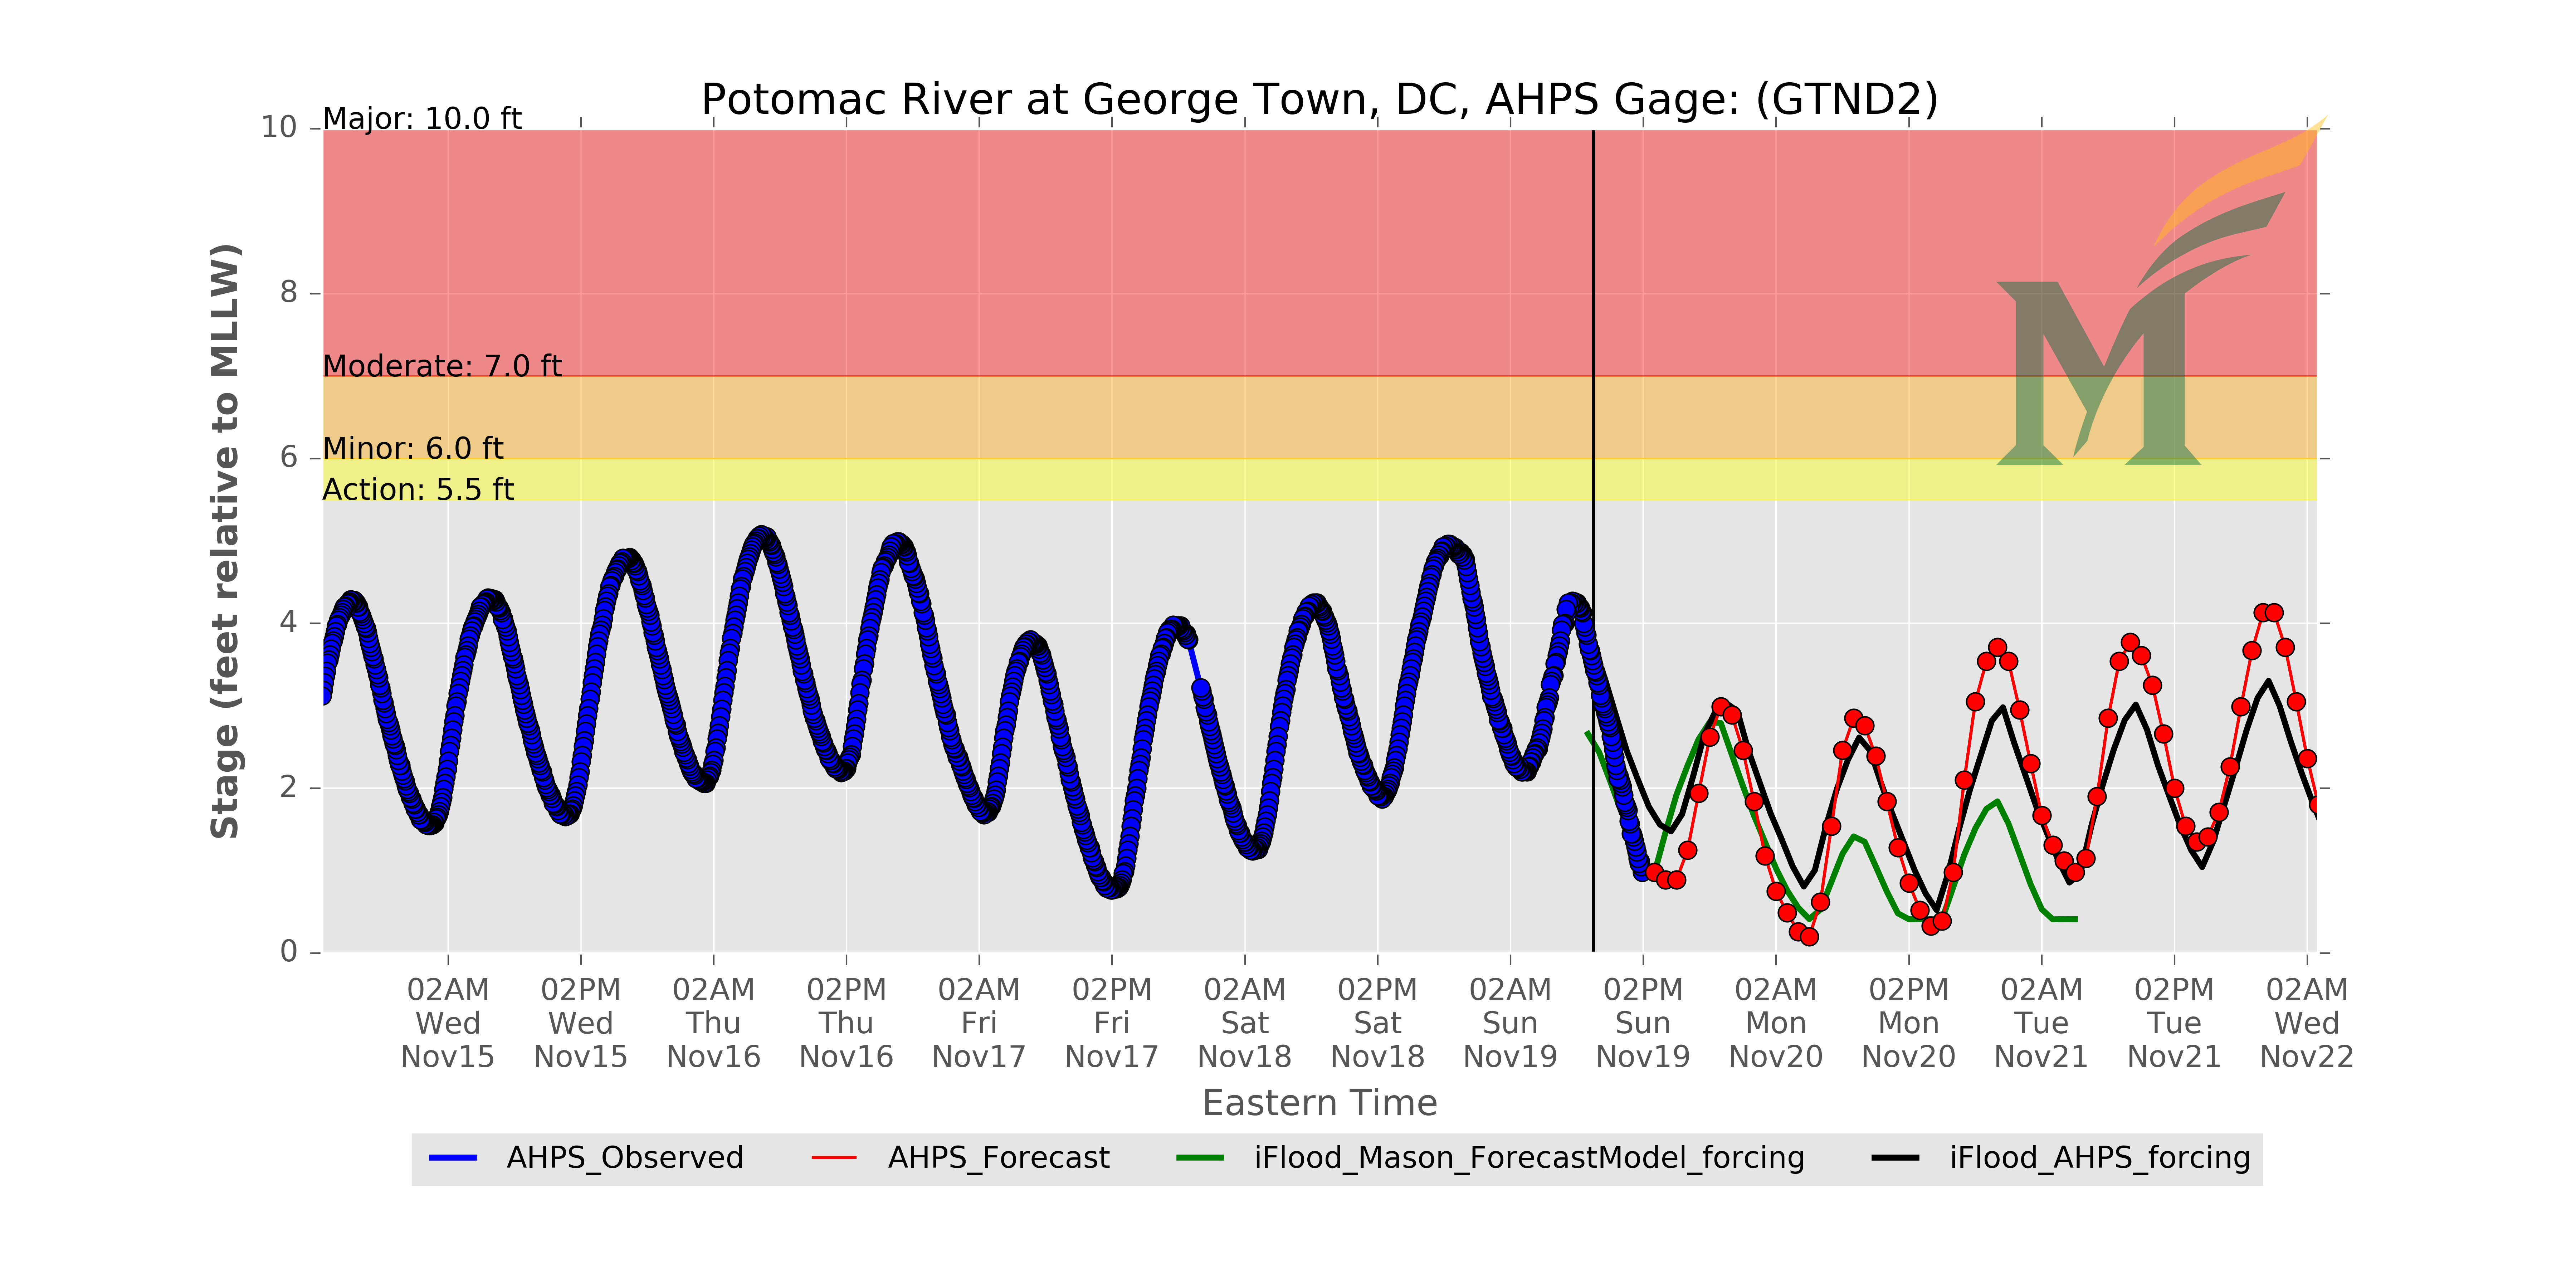 Potomac River at George Town, DC, AHPS Gage: (GTND2)
Major: 10.0 ft
Moderate: 7.0 ft
Minor: 6.0 ft
Action: 5.5 ft
Stage (feet relative to MLLW)
10
8
6
4
2
0
02AM 02PM 02AM 02PM 02AM 02PM 02AM 02PM 02AM 02PM 02AM 02PM 02AM 02PM 02AM
Wed Wed Thu Thu Fri Fri Sat Sat Sun Sun Mon Mon Tue Tue Wed
Nov15 Nov15 Nov16 Nov16 Nov17 Nov17 Nov18 Nov18 Nov19 Nov19 Nov20 Nov20 Nov21 Nov21 Nov22
Eastern Time
AHPS_Observed AHPS_Forecast iFlood_Mason_ForecastModel_forcing iFlood_AHPS_forcing